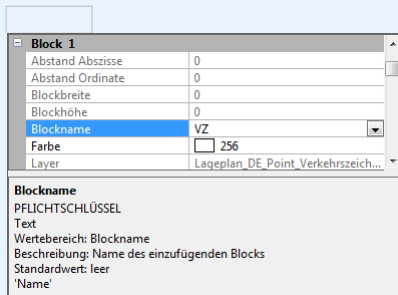 Block 1
Abstand Abszisse 0
Abstand Ordinate 0
Blockbreite 0
Blockhöhe 0
Blockname VZ
Farbe 256
Layer Lageplan_DE_Point_Verkehrszeich...
Blockname
PFLICHTSCHLÜSSEL
Text
Wertebereich: Blockname
Beschreibung: Name des einzufügenden Blocks
Standardwert: leer
'Name'